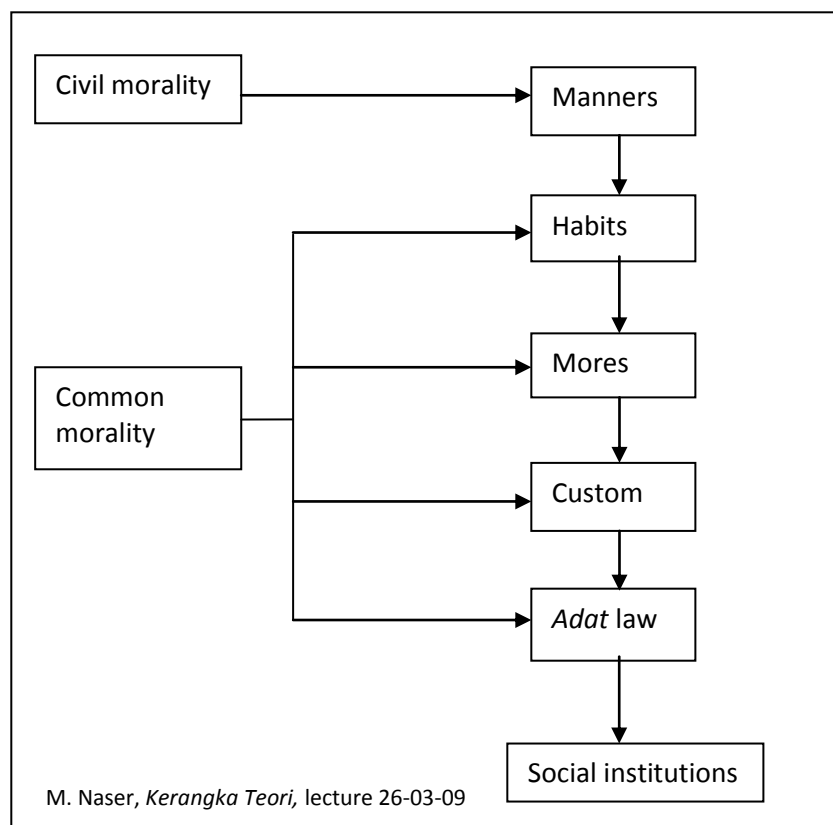 Civil morality
Manners
Habits
Mores
Common
morality
Custom
Adat law
Social institutions
M. Naser, Kerangka Teori, lecture 26-03-09